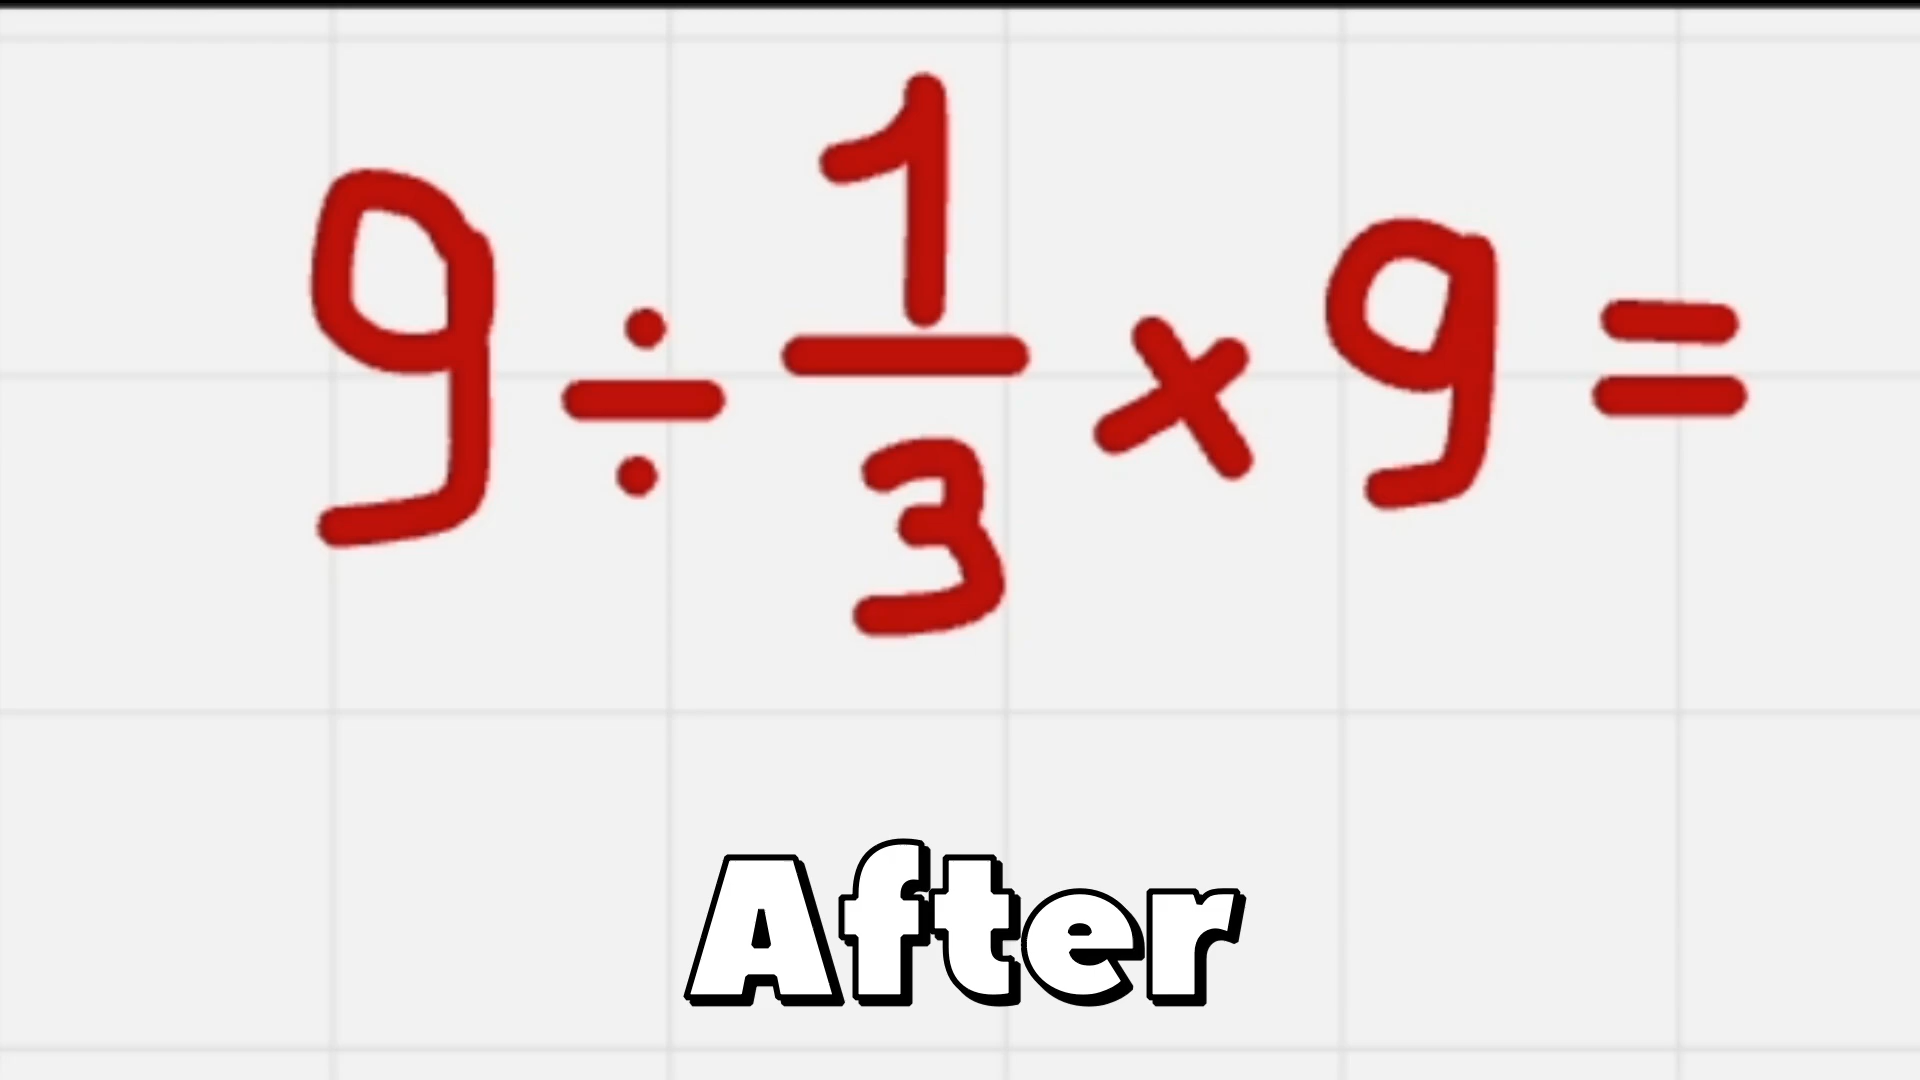 9 ÷ 1/3 × 9 =
After